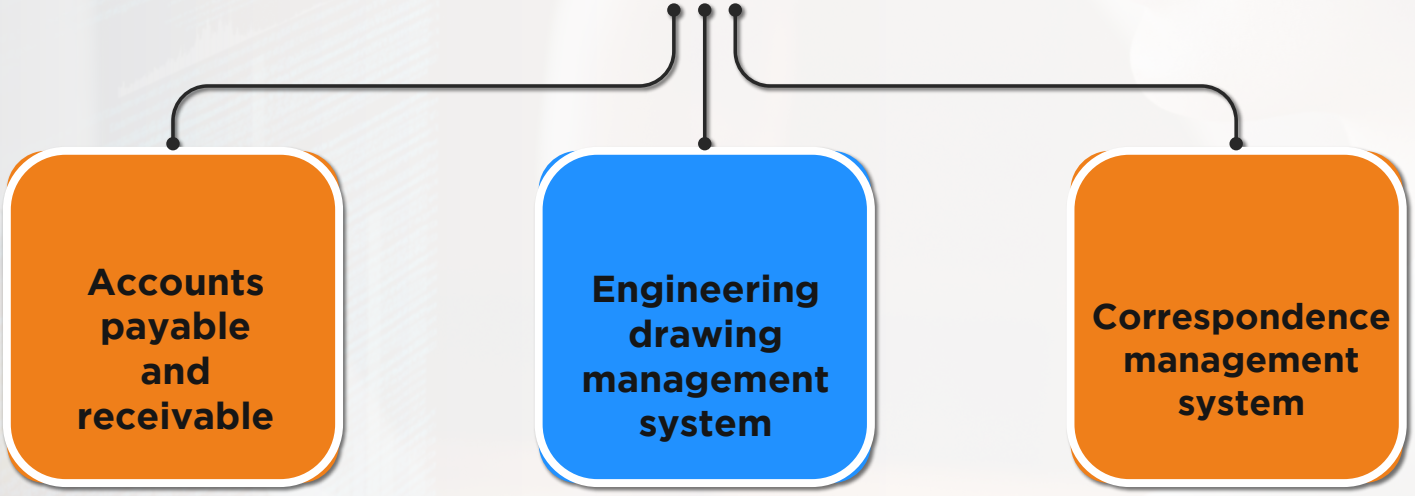 Accounts
payable
and
receivable
Engineering
drawing
management
system
Correspondence
management
system